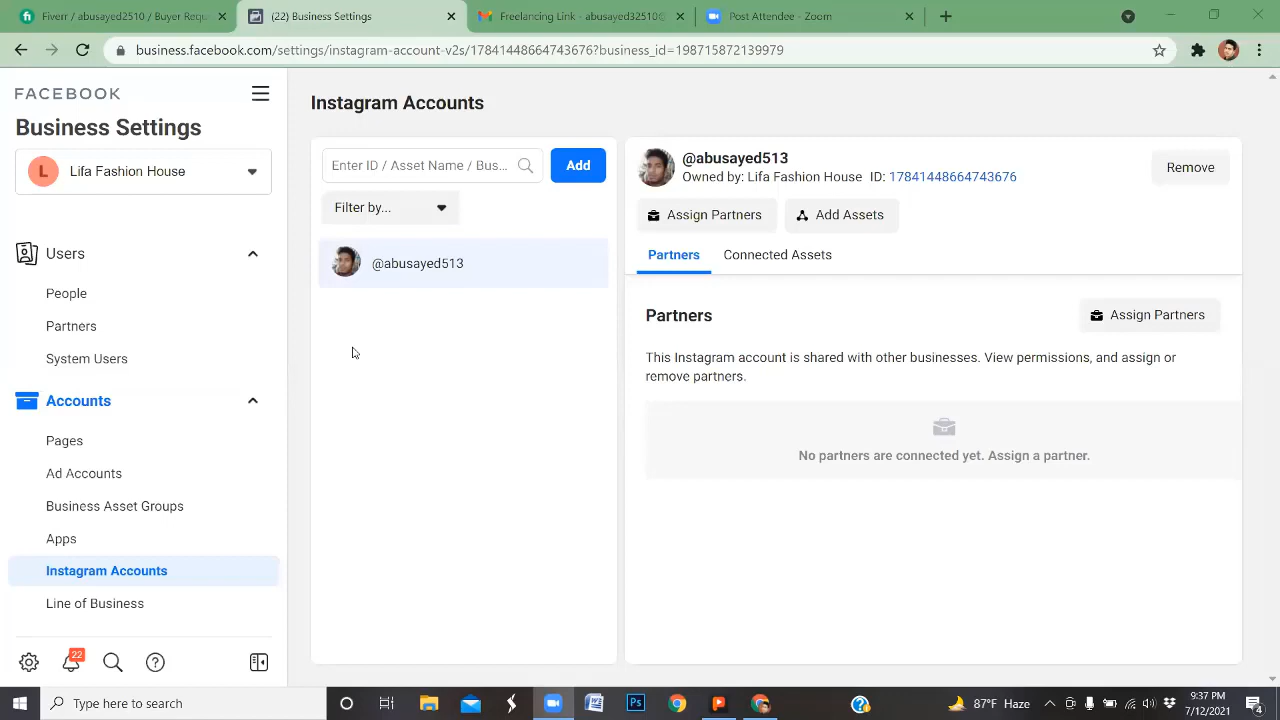 Fiverr / abusayed2510 / Buyer Requ
(22) Business Settings
Freelancing Link - abusayed32510@
Post Attendee - Zoom
business.facebook.com/settings/instagram-account-v2s/17841448664743676?business_id=198715872139979
FACEBOOK
Business Settings
L
Lifa Fashion House
Users
People
Partners
System Users
Accounts
Pages
Ad Accounts
Business Asset Groups
Apps
Instagram Accounts
Line of Business
22
Instagram Accounts
Enter ID / Asset Name / Bus...
Add
Filter by...
@abusayed513
@abusayed513
Owned by: Lifa Fashion House ID: 17841448664743676
Remove
Assign Partners
Add Assets
Partners
Connected Assets
Partners
Assign Partners
This Instagram account is shared with other businesses. View permissions, and assign or
remove partners.
No partners are connected yet. Assign a partner.
Type here to search
87°F Haze
9:37 PM
7/12/2021
4